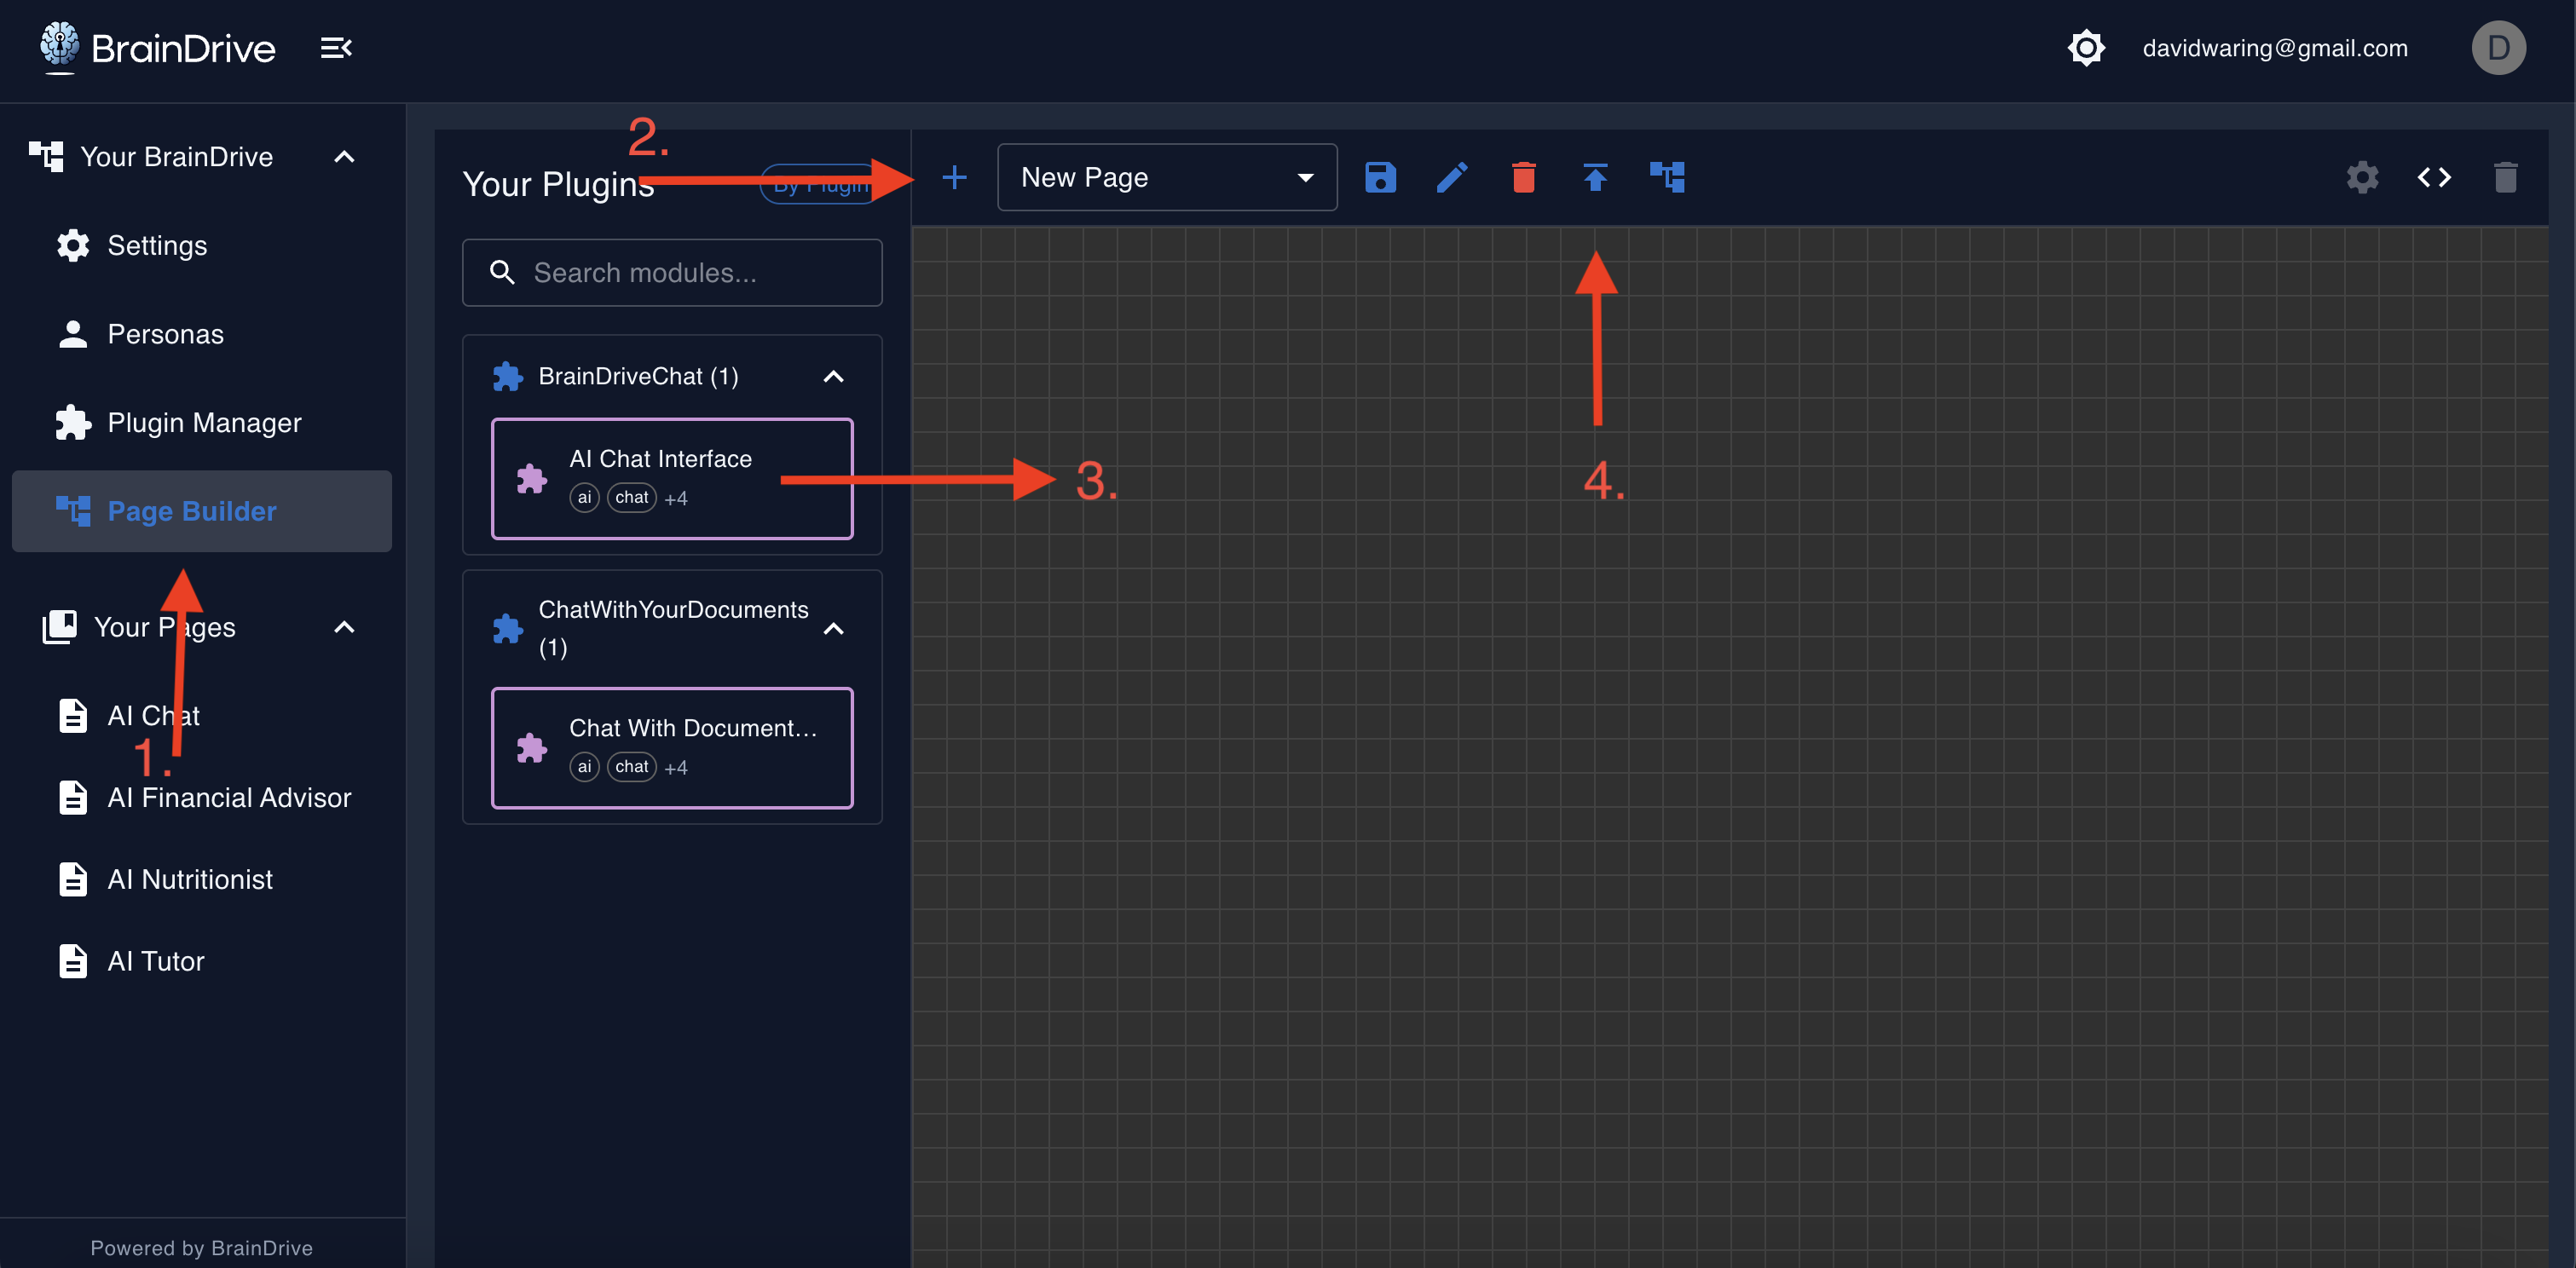 BrainDrive
davidwaring@gmail.com
D
Your BrainDrive
Settings
Personas
Plugin Manager
Page Builder
Your Pages
AI Chat
1.
AI Financial Advisor
AI Nutritionist
AI Tutor
Powered by BrainDrive
2.
Your Plugins
By Plugin
Search modules...
BrainDriveChat (1)
AI Chat Interface
ai chat +4
ChatWithYourDocuments
(1)
Chat With Document...
ai chat +4
New Page
3.
4.